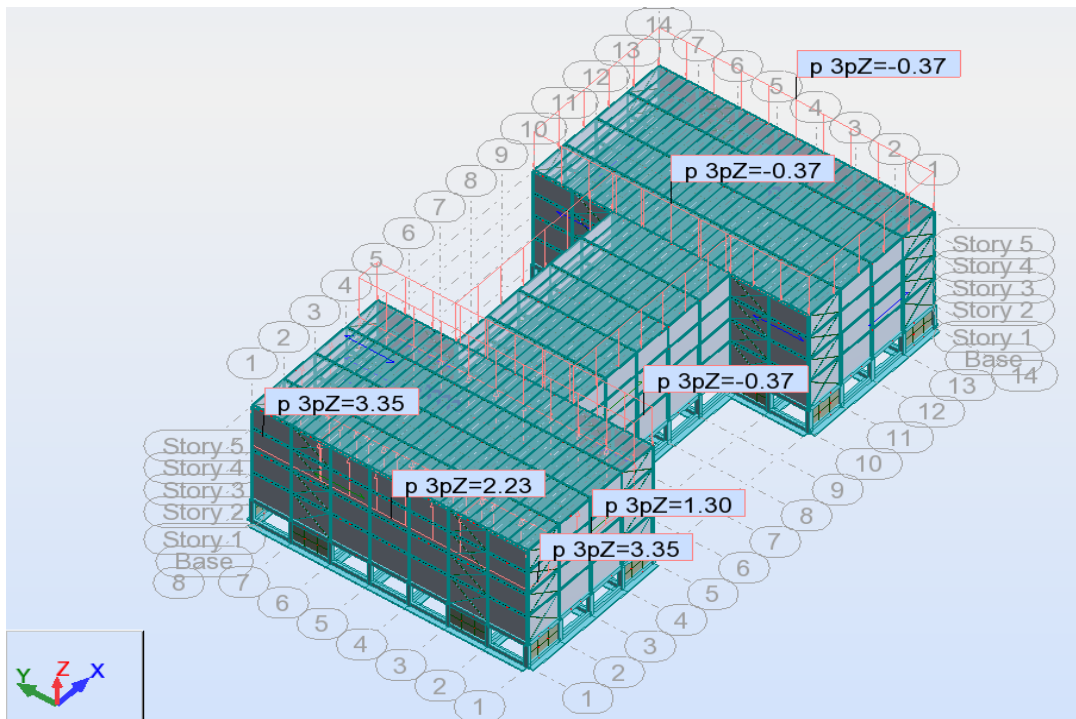 14
7
13
6
p 3pZ=-0.37
12
5
11
4
10
3
9
2
8
1
p 3pZ=-0.37
7
6
5
4
Story 5
Story 4
Story 3
Story 2
Story 1
Base
14
13
12
11
10
9
8
7
6
5
4
3
2
1
3
2
1
p 3pZ=-0.37
p 3pZ=3.35
p 3pZ=2.23
p 3pZ=1.30
p 3pZ=3.35
Story 5
Story 4
Story 3
Story 2
Story 1
Base
8
7
6
5
4
3
2
1
Y
Z
X